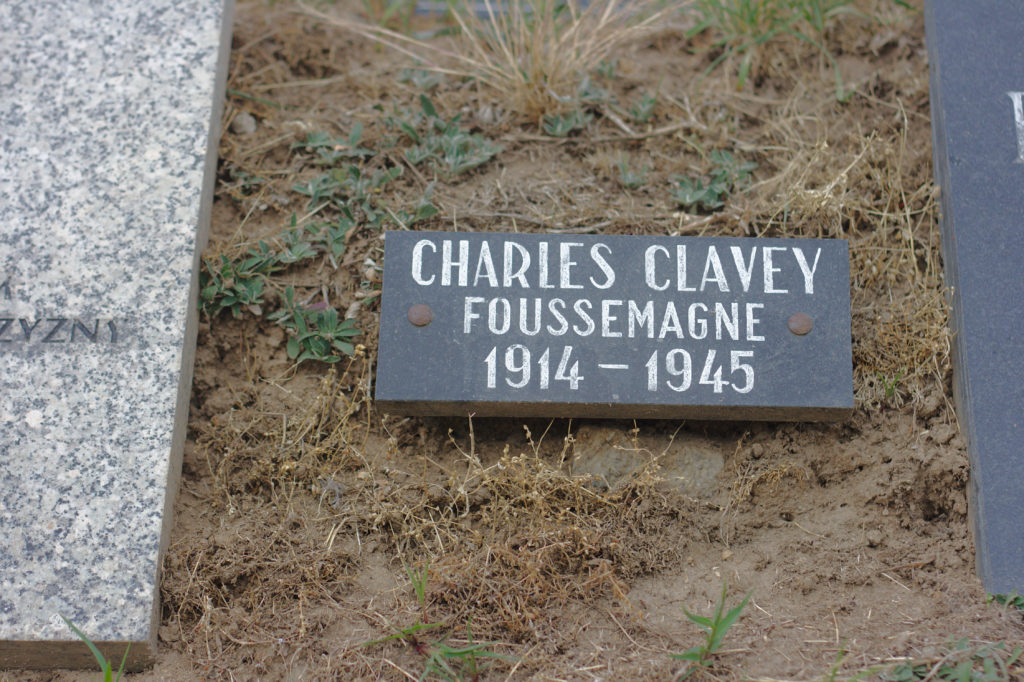 CHARLES CLAVEY
FOUSSEMAGNE
1914 – 1945
ZYZNY